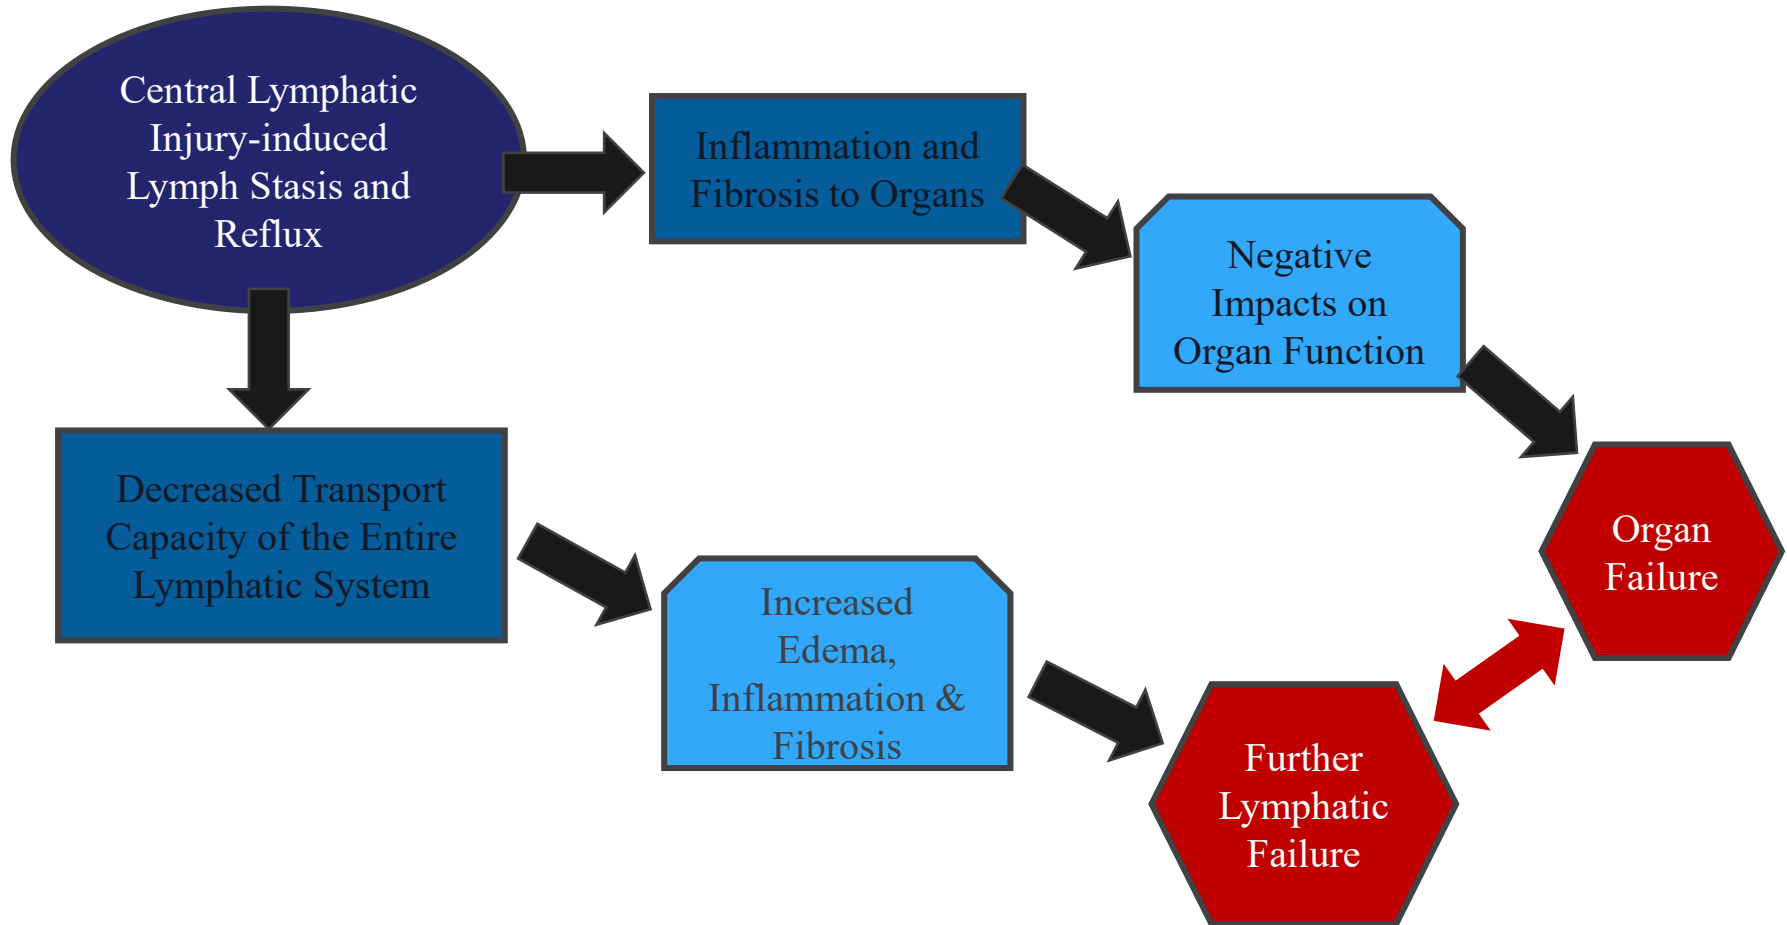 Central Lymphatic
Injury-induced
Lymph Stasis and
Reflux
Inflammation and
Fibrosis to Organs
Negative
Impacts on
Organ Function
Decreased Transport
Capacity of the Entire
Lymphatic System
Increased
Edema,
Inflammation &
Fibrosis
Organ
Failure
Further
Lymphatic
Failure